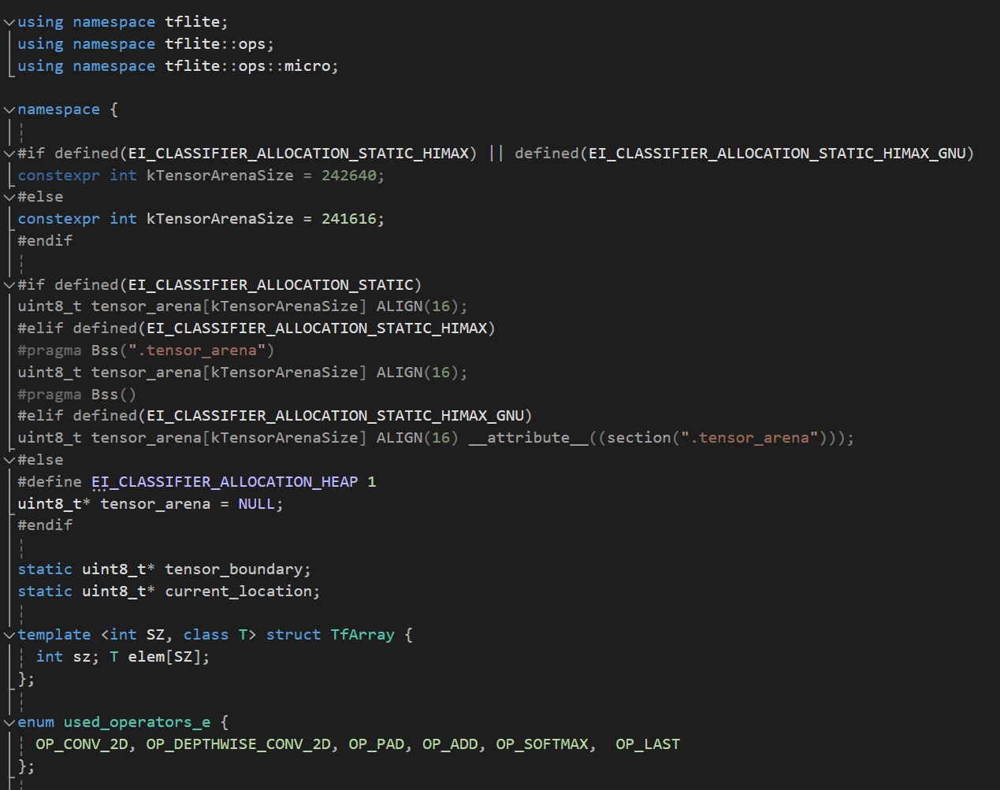 using namespace tflite;
using namespace tflite::ops;
using namespace tflite::ops::micro;
namespace {
#if defined(EI_CLASSIFIER_ALLOCATION_STATIC_HIMAX) || defined(EI_CLASSIFIER_ALLOCATION_STATIC_HIMAX_GNU)
constexpr int kTensorArenaSize = 242640;
#else
constexpr int kTensorArenaSize = 241616;
#endif
#if defined(EI_CLASSIFIER_ALLOCATION_STATIC)
uint8_t tensor_arena[kTensorArenaSize] ALIGN(16);
#elif defined(EI_CLASSIFIER_ALLOCATION_STATIC_HIMAX)
#pragma Bss(".tensor_arena")
uint8_t tensor_arena[kTensorArenaSize] ALIGN(16);
#pragma Bss()
#elif defined(EI_CLASSIFIER_ALLOCATION_STATIC_HIMAX_GNU)
uint8_t tensor_arena[kTensorArenaSize] ALIGN(16) __attribute__((section(".tensor_arena")));
#else
#define EI_CLASSIFIER_ALLOCATION_HEAP 1
uint8_t* tensor_arena = NULL;
#endif
static uint8_t* tensor_boundary;
static uint8_t* current_location;
template <int SZ, class T> struct TfArray {
  int sz; T elem[SZ];
};
enum used_operators_e {
  OP_CONV_2D, OP_DEPTHWISE_CONV_2D, OP_PAD, OP_ADD, OP_SOFTMAX,  OP_LAST
};